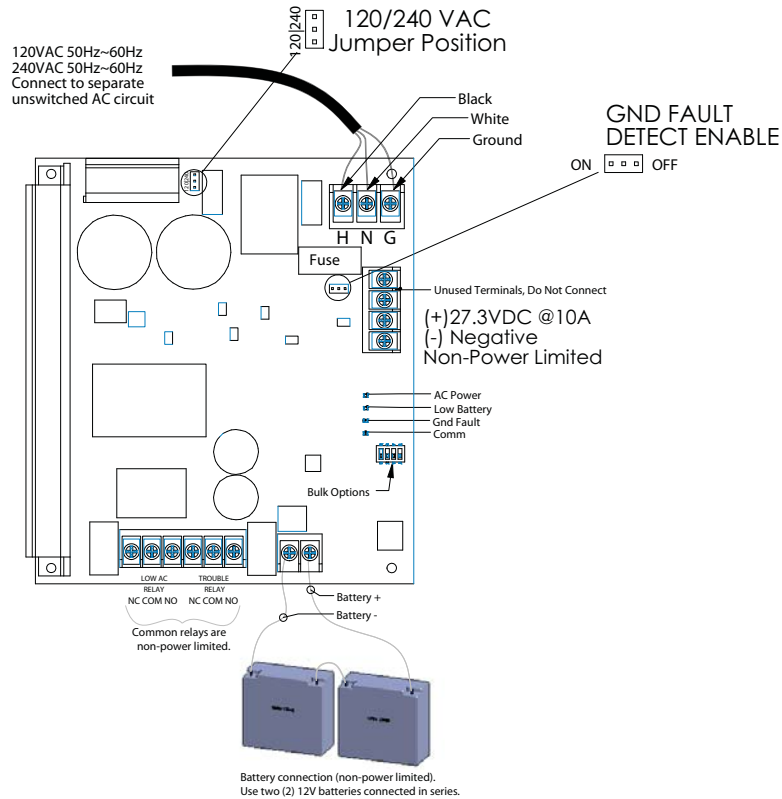 120/240 VAC
Jumper Position
120|240
120VAC 50Hz~60Hz
240VAC 50Hz~60Hz
Connect to separate
unswitched AC circuit
Black
White
Ground
GND FAULT
DETECT ENABLE
ON OFF
H N G
Fuse
Unused Terminals, Do Not Connect
(+)27.3VDC @10A
(-) Negative
Non-Power Limited
AC Power
Low Battery
Gnd Fault
Comm
Bulk Options
LOW AC
RELAY
NC COM NO
TROUBLE
RELAY
NC COM NO
Common relays are
non-power limited.
Battery +
Battery -
Battery connection (non-power limited).
Use two (2) 12V batteries connected in series.